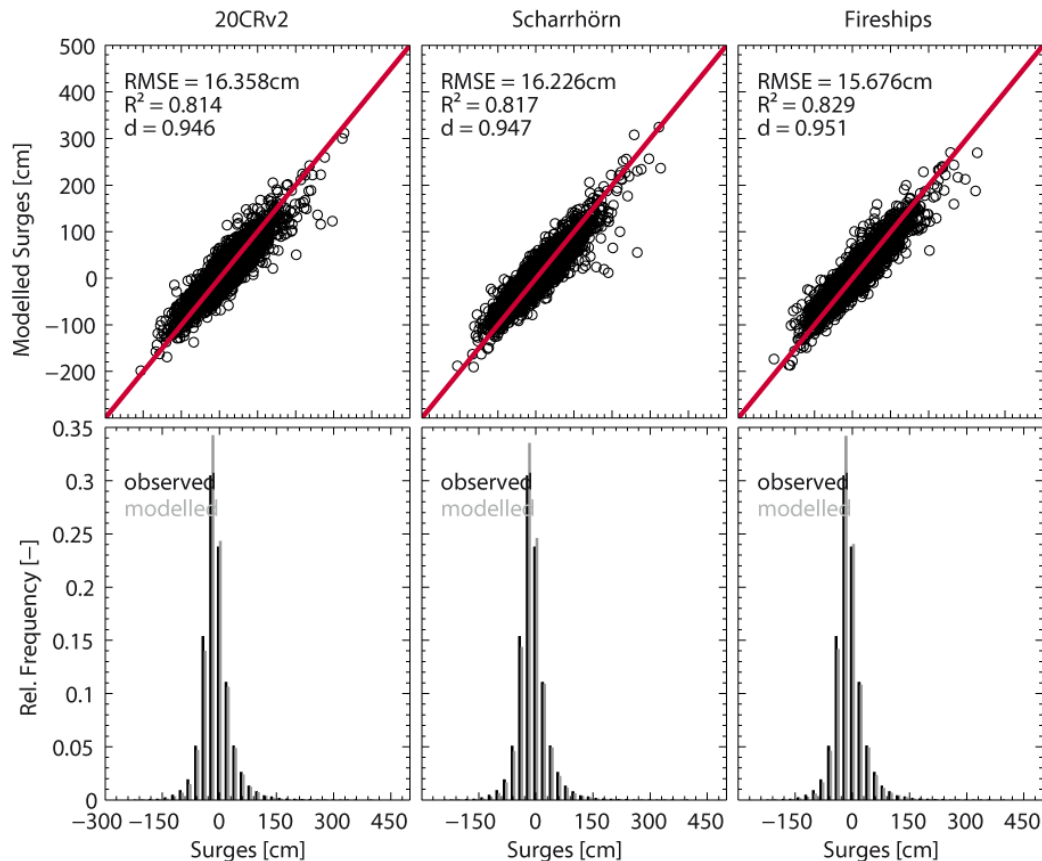 20CRv2 Scharrhörn Fireships
500
400
300
200
100
0
−100
−200
Modelled Surges [cm]
RMSE = 16.358cm
R² = 0.814
d = 0.946
RMSE = 16.226cm
R² = 0.817
d = 0.947
RMSE = 15.676cm
R² = 0.829
d = 0.951
0.35
0.3
0.25
0.2
0.15
0.1
0.05
0
Rel. Frequency [−]
observed
modelled
observed
modelled
observed
modelled
−300 −150 0 150 300 450 −150 0 150 300 450 −150 0 150 300 450
Surges [cm] Surges [cm] Surges [cm]